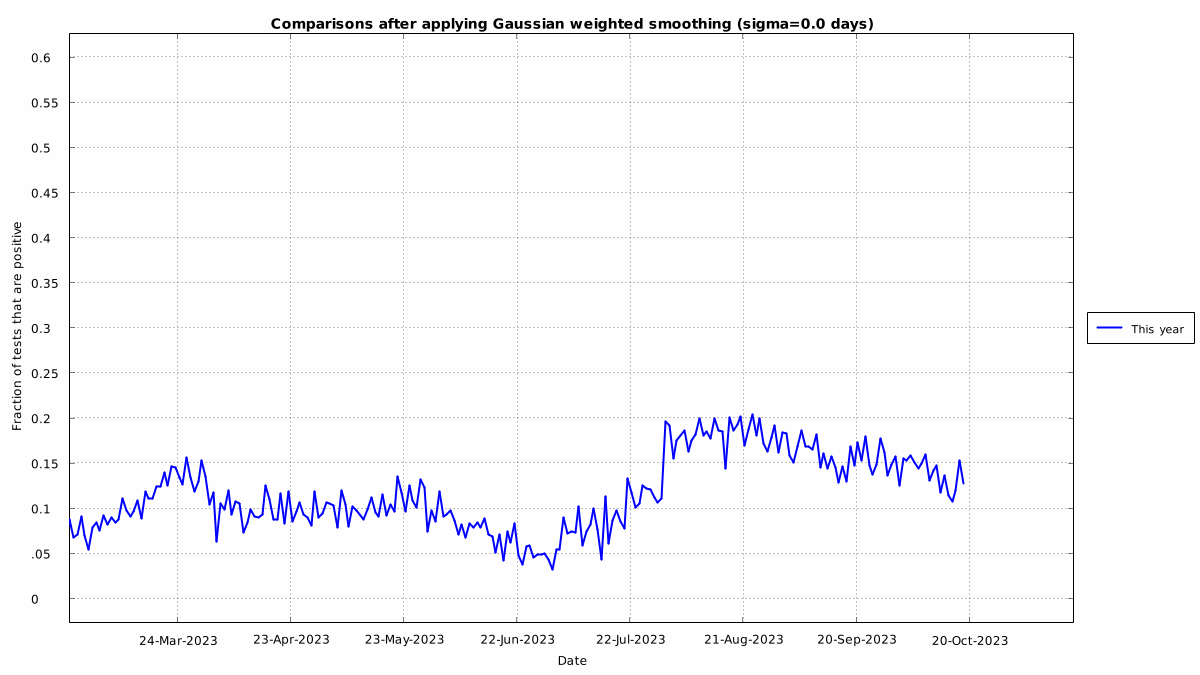 Comparisons after applying Gaussian weighted smoothing (sigma=0.0 days)
0.6
0.55
0.5
0.45
0.4
0.35
0.3
0.25
0.2
0.15
0.1
.05
0
Fraction of tests that are positive
This year
24-Mar-2023 23-Apr-2023 23-May-2023 22-Jun-2023 22-Jul-2023 21-Aug-2023 20-Sep-2023 20-Oct-2023
Date